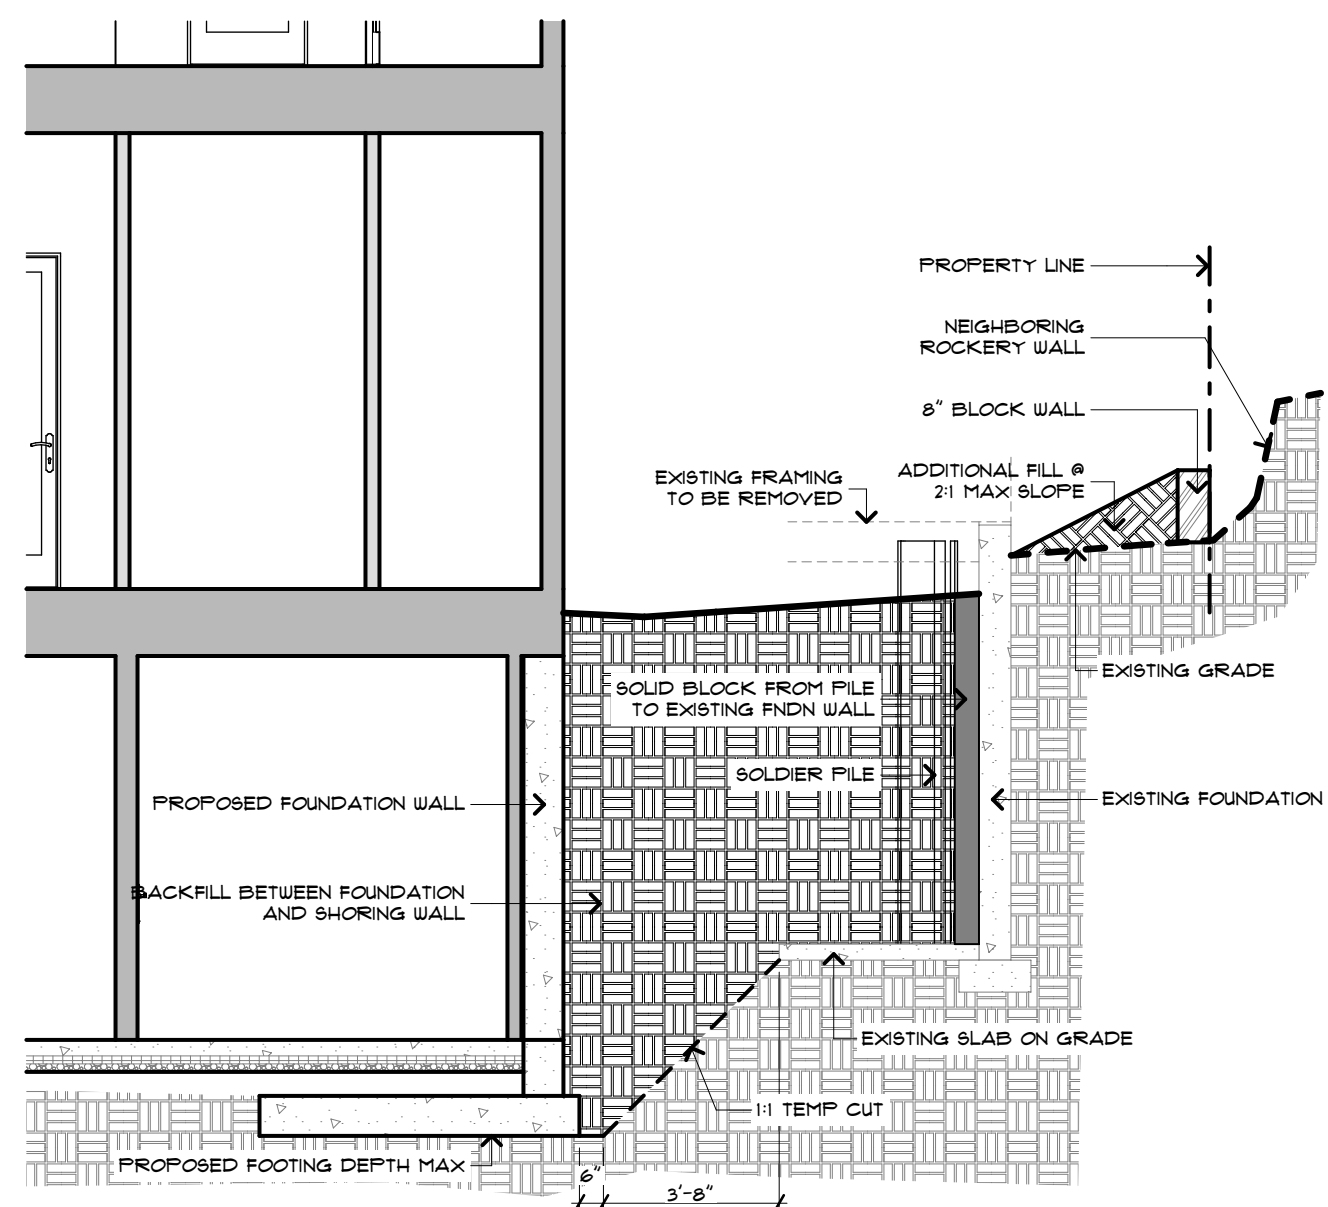 PROPERTY LINE
NEIGHBORING
ROCKERY WALL
8" BLOCK WALL
ADDITIONAL FILL @
2:1 MAX SLOPE
EXISTING FRAMING
TO BE REMOVED
EXISTING GRADE
SOLID BLOCK FROM PILE
TO EXISTING FNDN WALL
SOLDIER PILE
PROPOSED FOUNDATION WALL
EXISTING FOUNDATION
BACKFILL BETWEEN FOUNDATION
AND SHORING WALL
EXISTING SLAB ON GRADE
1:1 TEMP CUT
PROPOSED FOOTING DEPTH MAX
6"
3'-8"